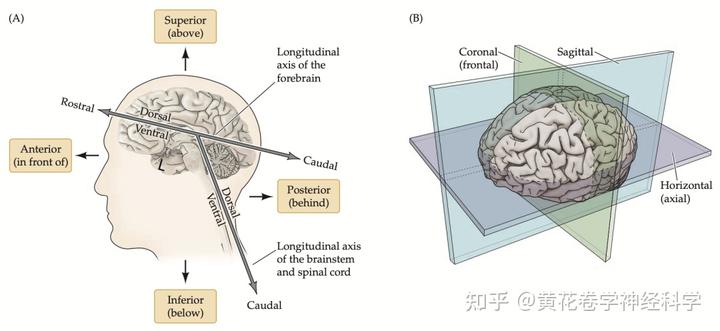 (A)
Superior
(above)
Longitudinal
axis of the
forebrain
Rostral
Dorsal
Ventral
Anterior
(in front of)
Caudal
Posterior
(behind)
Dorsal
Ventral
Longitudinal axis
of the brainstem
and spinal cord
Caudal
Inferior
(below)
(B)
Coronal
(frontal)
Sagittal
Horizontal
(axial)
知乎 @黄花卷学神经科学